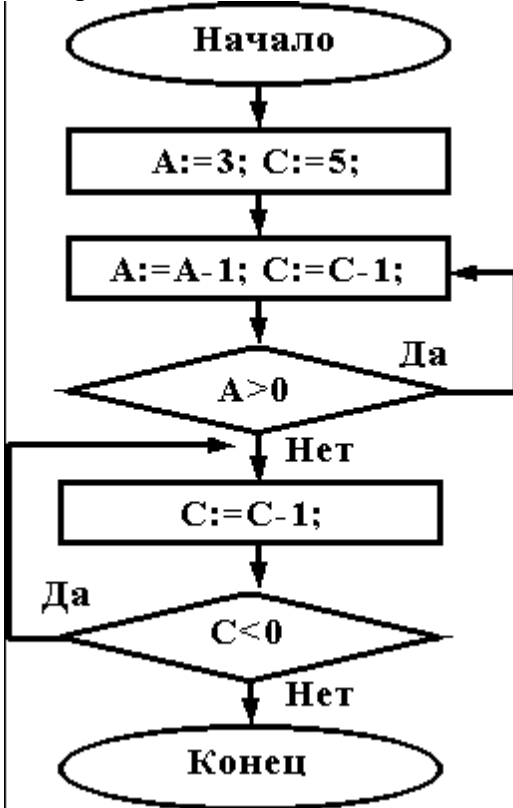 Начало
A:=3; C:=5;
A:=A-1; C:=C-1;
Да
A>0
Нет
C:=C-1;
Да
C<0
Нет
Конец